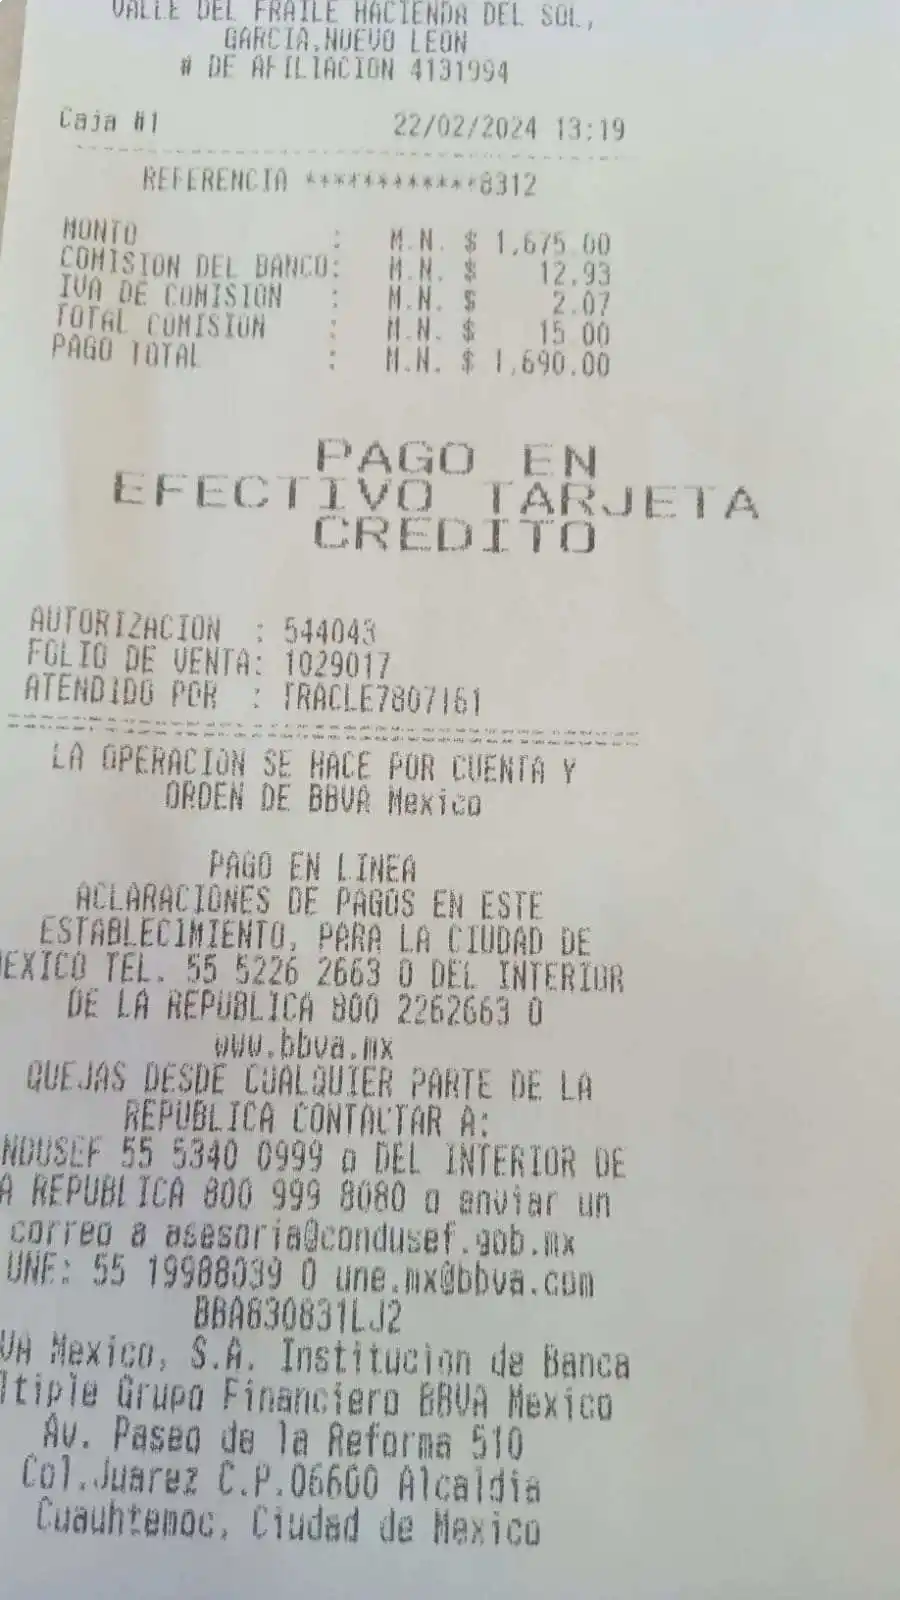 VALLE DEL FRAILE HACIENDA DEL SOL,
GARCIA,NUEVO LEON
# DE AFILIACION 4131994
Caja #1 22/02/2024 13:19
REFERENCIA ************8312
MONTO : M.N. $ 1,675.00
COMISION DEL BANCO: M.N. $ 12.93
IVA DE COMISION : M.N. $ 2.07
TOTAL COMISION : M.N. $ 15.00
PAGO TOTAL : M.N. $ 1,690.00
PAGO EN
EFECTIVO TARJETA
CREDITO
AUTORIZACION : 544043
FOLIO DE VENTA: 1029017
ATENDIDO POR : TRACLE7807161
LA OPERACION SE HACE POR CUENTA Y
ORDEN DE BBVA Mexico
PAGO EN LINEA
ACLARACIONES DE PAGOS EN ESTE
ESTABLECIMIENTO, PARA LA CIUDAD DE
EXICO TEL. 55 5226 2663 O DEL INTERIOR
DE LA REPUBLICA 800 2262663 O
www.bbva.mx
QUEJAS DESDE CUALQUIER PARTE DE LA
REPUBLICA CONTACTAR A:
NDUSEF 55 5340 0999 o DEL INTERIOR DE
A REPUBLICA 800 999 8080 o enviar un
correo a asesoria@condusef.gob.mx
UNE: 55 19988039 O une.mx@bbva.com
BBA830831LJ2
VA Mexico, S.A. Institucion de Banca
ltiple Grupo Financiero BBVA Mexico
Av. Paseo de la Reforma 510
Col.Juarez C.P.06600 Alcaldia
Cuauhtemoc, Ciudad de Mexico